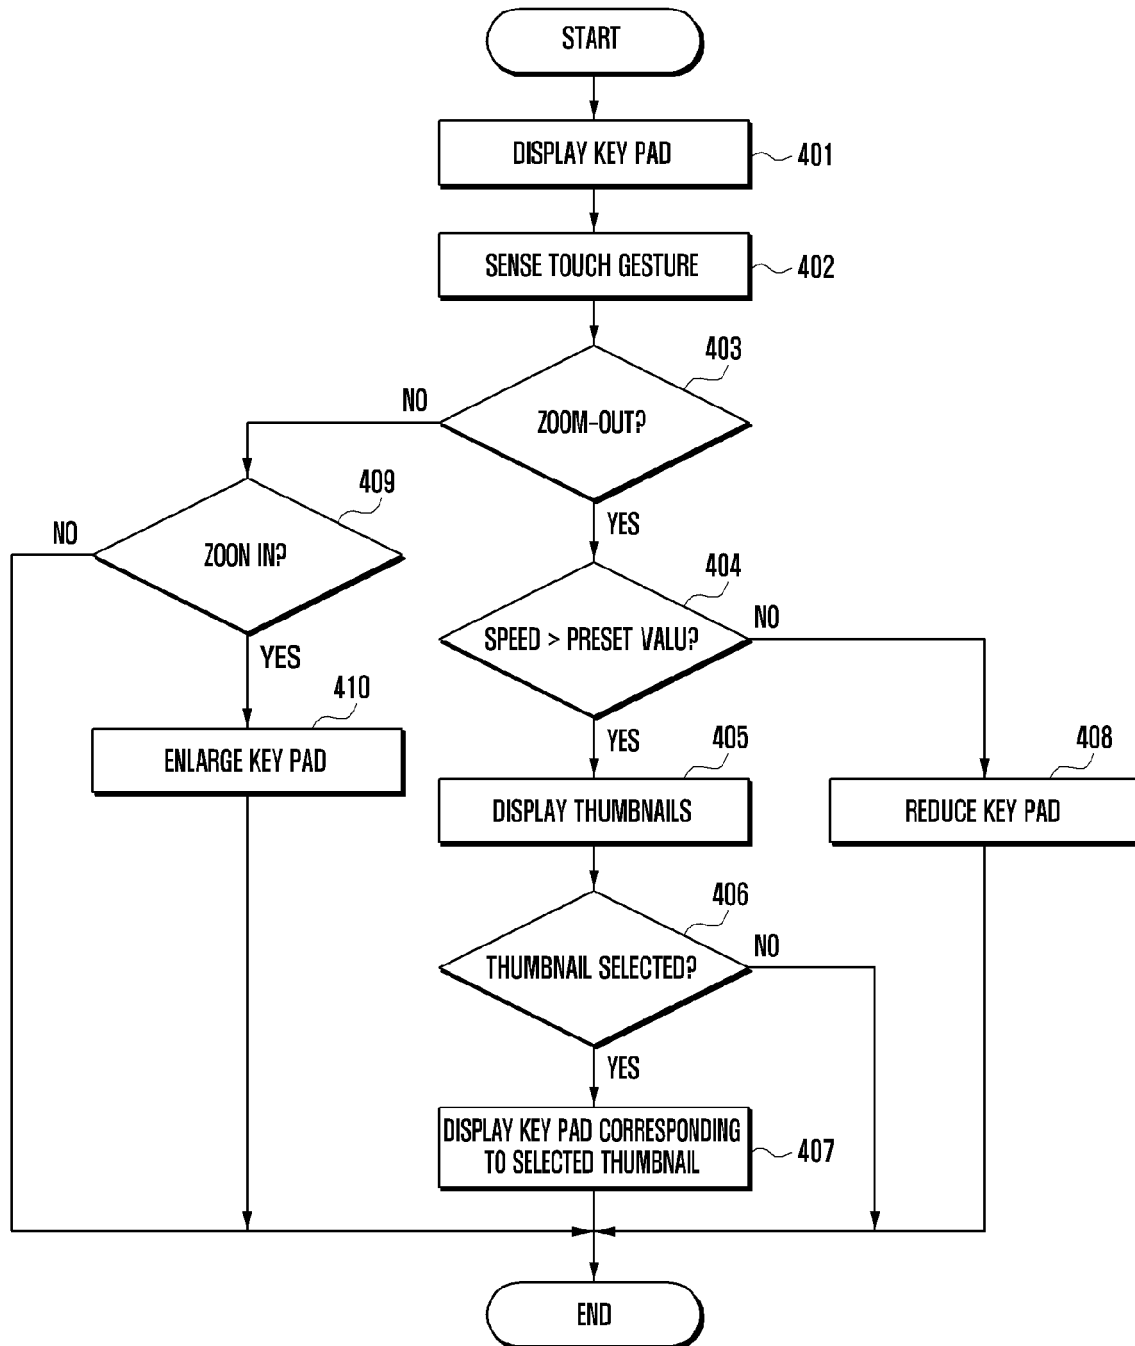 START
DISPLAY KEY PAD
401
SENSE TOUCH GESTURE
402
403
ZOOM-OUT?
NO
YES
409
ZOON IN?
NO
YES
404
SPEED > PRESET VALU?
NO
YES
410
ENLARGE KEY PAD
405
DISPLAY THUMBNAILS
408
REDUCE KEY PAD
406
THUMBNAIL SELECTED?
NO
YES
DISPLAY KEY PAD CORRESPONDING
TO SELECTED THUMBNAIL
407
END